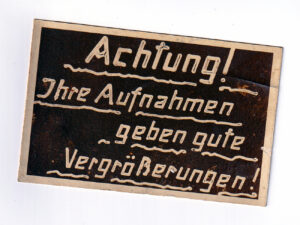 Achtung!
Ihre Aufnahmen
geben gute
Vergrößerungen!